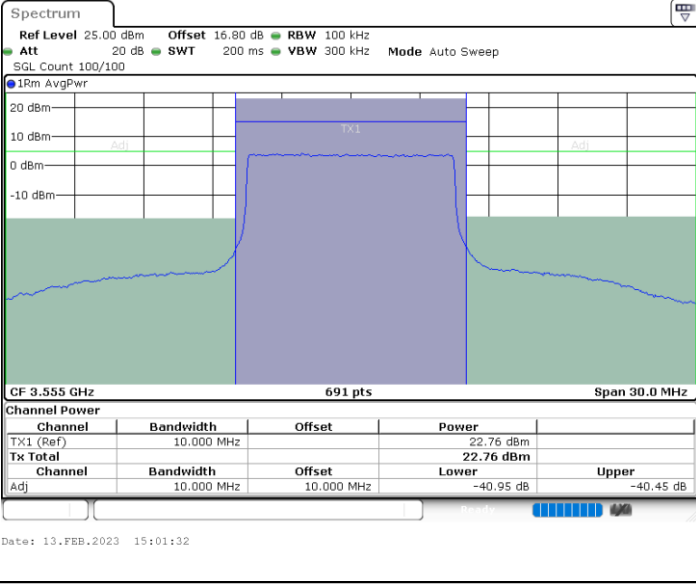 Spectrum
Ref Level 25.00 dBm Offset 16.80 dB RBW 100 kHz
Att 20 dB SWT 200 ms VBW 300 kHz Mode Auto Sweep
SGL Count 100/100
1Rm AvgPwr
20 dBm
TX1
10 dBm
Adj Adj
0 dBm
-10 dBm
CF 3.555 GHz 691 pts Span 30.0 MHz
Channel Power
Channel Bandwidth Offset Power
TX1 (Ref) 10.000 MHz 22.76 dBm
Tx Total 22.76 dBm
Channel Bandwidth Offset Lower Upper
Adj 10.000 MHz 10.000 MHz -40.95 dB -40.45 dB
Ready
Date: 13.FEB.2023 15:01:32